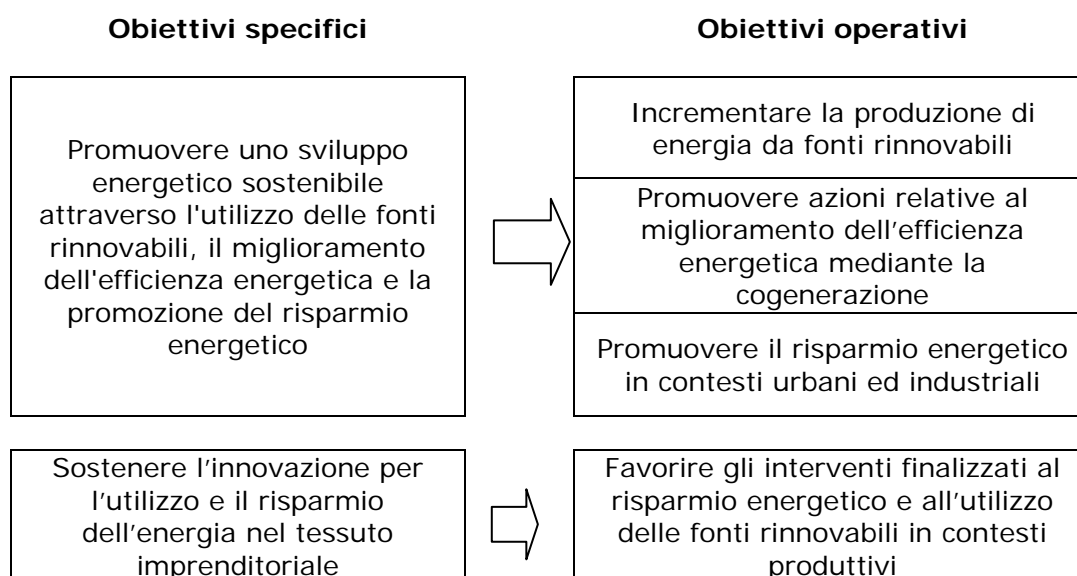 Obiettivi specifici
Obiettivi operativi
Promuovere uno sviluppo
energetico sostenibile
attraverso l'utilizzo delle fonti
rinnovabili, il miglioramento
dell'efficienza energetica e la
promozione del risparmio
energetico
Incrementare la produzione di
energia da fonti rinnovabili
Promuovere azioni relative al
miglioramento dell’efficienza
energetica mediante la
cogenerazione
Promuovere il risparmio energetico
in contesti urbani ed industriali
Sostenere l’innovazione per
l’utilizzo e il risparmio
dell’energia nel tessuto
imprenditoriale
Favorire gli interventi finalizzati al
risparmio energetico e all’utilizzo
delle fonti rinnovabili in contesti
produttivi